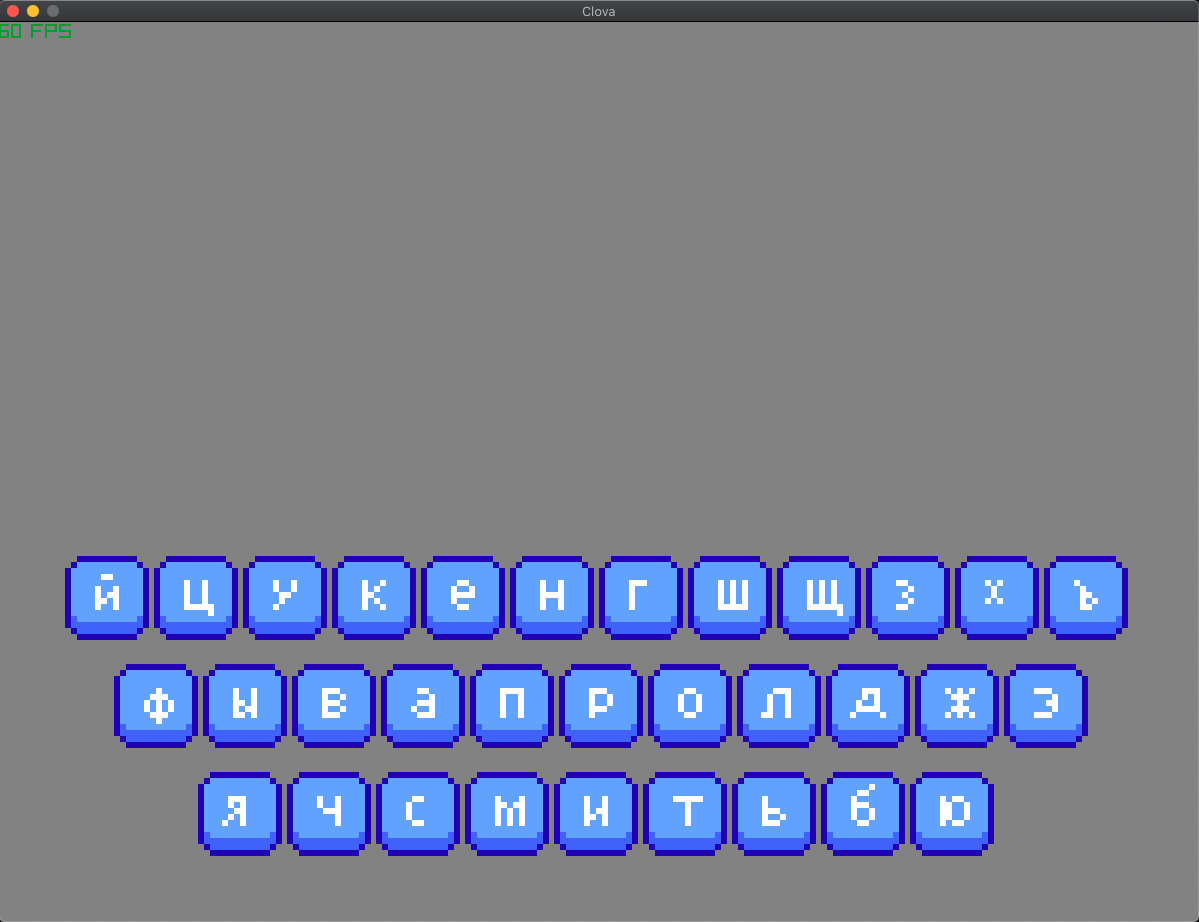 Clova
60 FPS
й ц у к е н г ш щ з х ъ
ф ы в а п р о л д ж э
я ч с м и т ь б ю